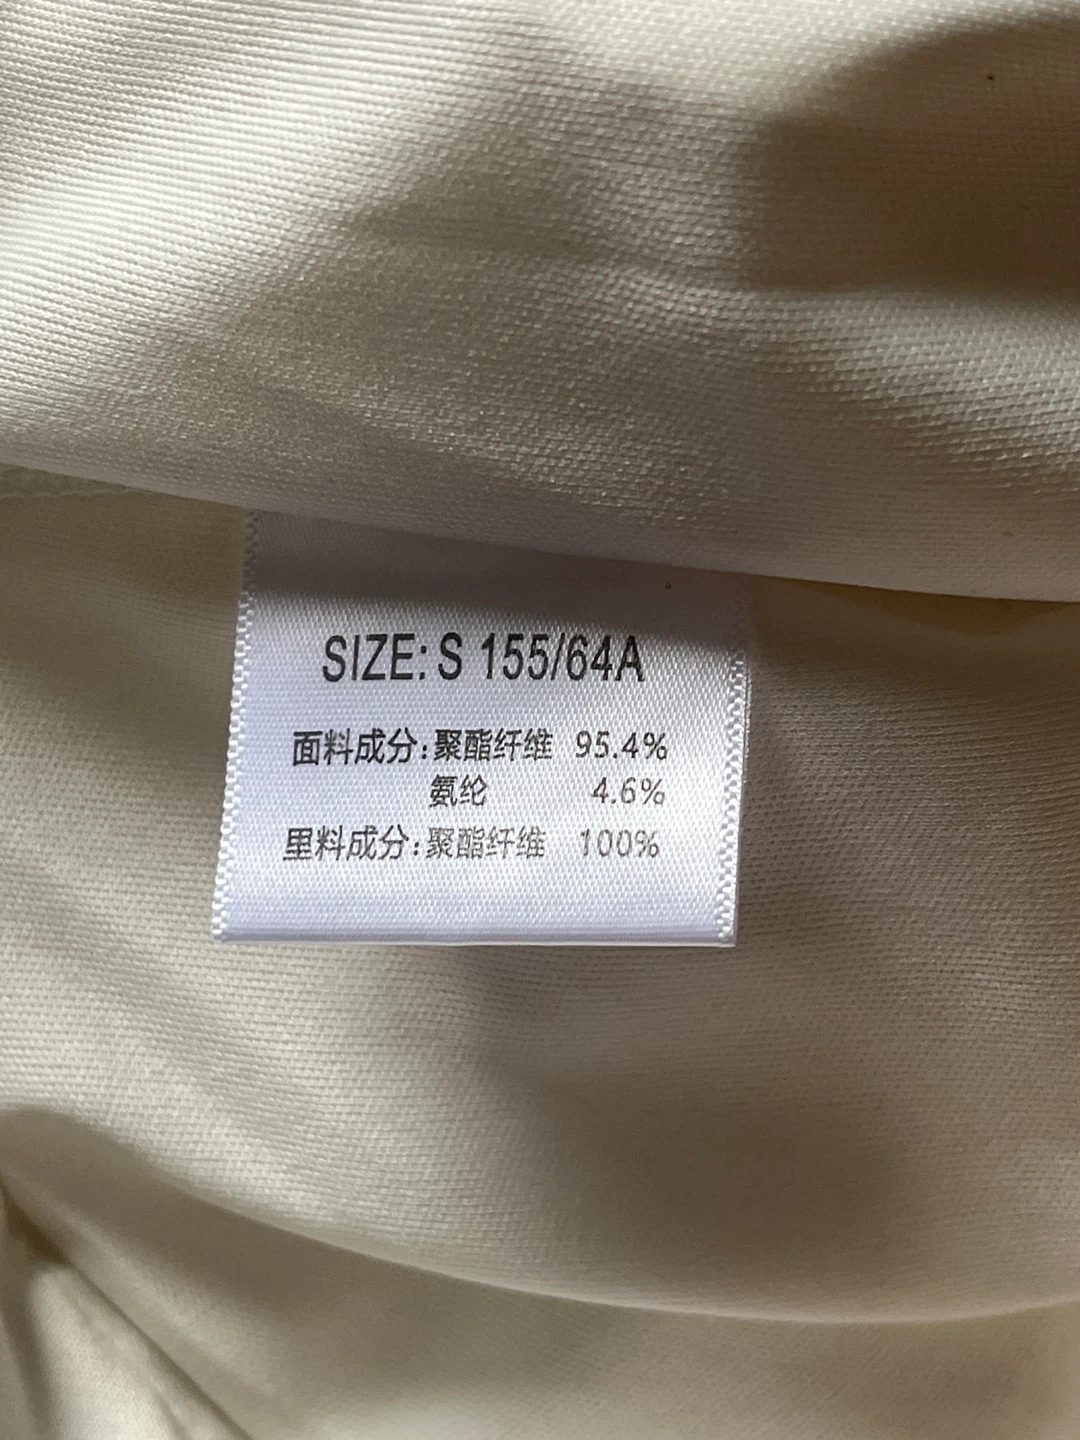 SIZE: S 155/64A
面料成分:聚酯纤维 95.4%
氨纶 4.6%
里料成分:聚酯纤维 100%